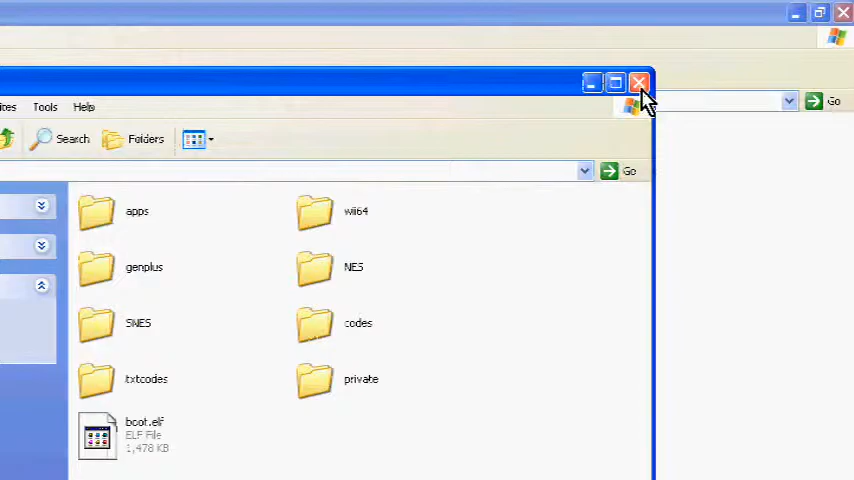 Go
ites Tools Help
Search Folders
Go
apps wii64
genplus NES
SNES codes
txtcodes private
boot.elf
ELF File
1,478 KB